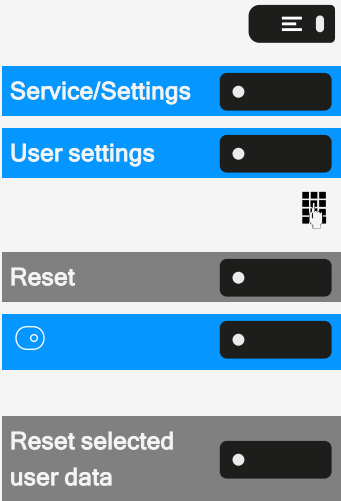 Service/Settings
User settings
Reset
Reset selected
user data